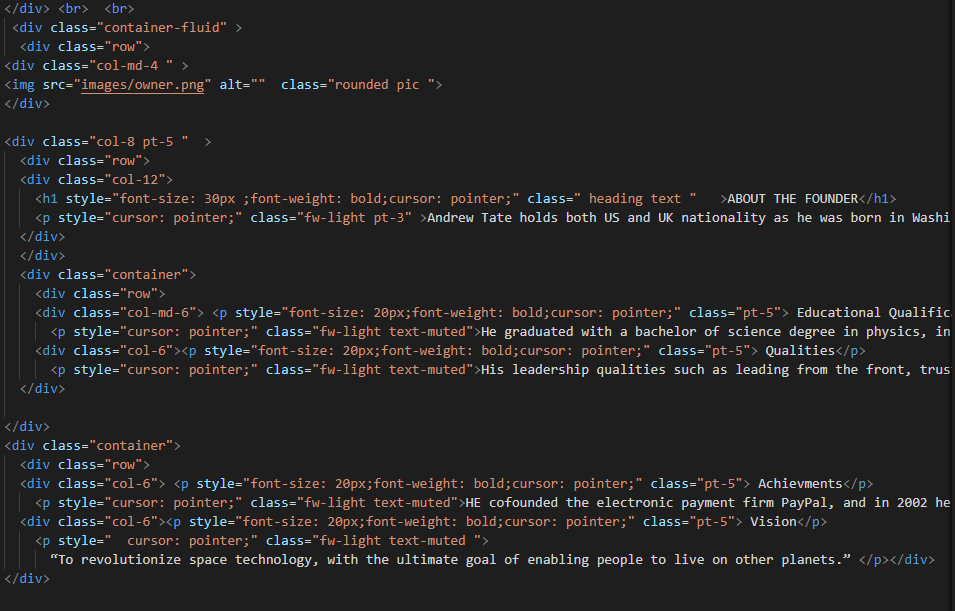 </div> <br>  <br>
<div class="container-fluid" >
<div class="row">
<div class="col-md-4 " >
<img src="images/owner.png" alt=""  class="rounded pic ">
</div>
<div class="col-8 pt-5 "  >
<div class="row">
<div class="col-12">
<h1 style="font-size: 30px ;font-weight: bold;cursor: pointer;" class=" heading text "   >ABOUT THE FOUNDER</h1>
<p style="cursor: pointer;" class="fw-light pt-3" >Andrew Tate holds both US and UK nationality as he was born in Washi
</div>
</div>
<div class="container">
<div class="row">
<div class="col-md-6"> <p style="font-size: 20px;font-weight: bold;cursor: pointer;" class="pt-5"> Educational Qualific
<p style="cursor: pointer;" class="fw-light text-muted">He graduated with a bachelor of science degree in physics, in
<div class="col-6"><p style="font-size: 20px;font-weight: bold;cursor: pointer;" class="pt-5"> Qualities</p>
<p style="cursor: pointer;" class="fw-light text-muted">His leadership qualities such as leading from the front, trus
</div>
</div>
<div class="container">
<div class="row">
<div class="col-6"> <p style="font-size: 20px;font-weight: bold;cursor: pointer;" class="pt-5"> Achievments</p>
<p style="cursor: pointer;" class="fw-light text-muted">HE cofounded the electronic payment firm PayPal, and in 2002 he
<div class="col-6"><p style="font-size: 20px;font-weight: bold;cursor: pointer;" class="pt-5"> Vision</p>
<p style="  cursor: pointer;" class="fw-light text-muted ">
“To revolutionize space technology, with the ultimate goal of enabling people to live on other planets.” </p></div>
</div>